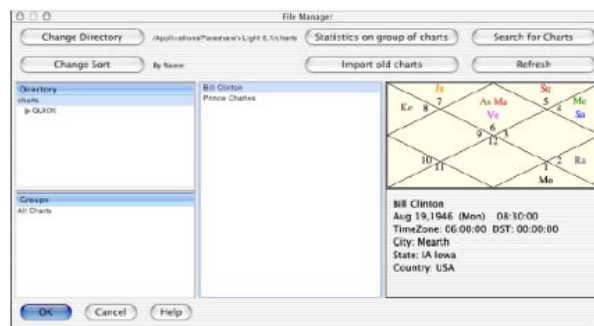 File Manager
Change Directory /Applications/Parashara's Light 6.1/charts Statistics on group of charts Search for Charts
Change Sort By Name Import old charts Refresh
Directory
charts
QUICK
Groups
All Charts
Bill Clinton
Prince Charles
Ja Su
Ke 8 7 As Ma 5 4 Me
Ve Sa
6
9 3
12
10 11 1 2 Ra
Mo
Bill Clinton
Aug 19,1946 (Mon) 08:30:00
TimeZone: 06:00:00 DST: 00:00:00
City: Mearth
State: IA Iowa
Country: USA
OK Cancel Help